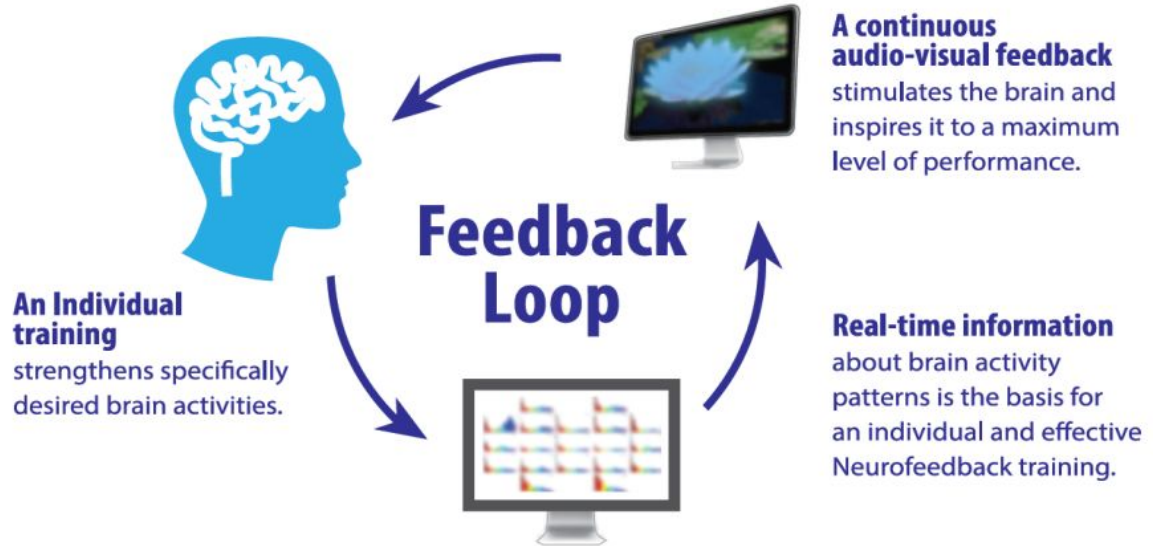 A continuous
audio-visual feedback
stimulates the brain and
inspires it to a maximum
level of performance.
Feedback
Loop
An Individual
training
strengthens specifically
desired brain activities.
Real-time information
about brain activity
patterns is the basis for
an individual and effective
Neurofeedback training.